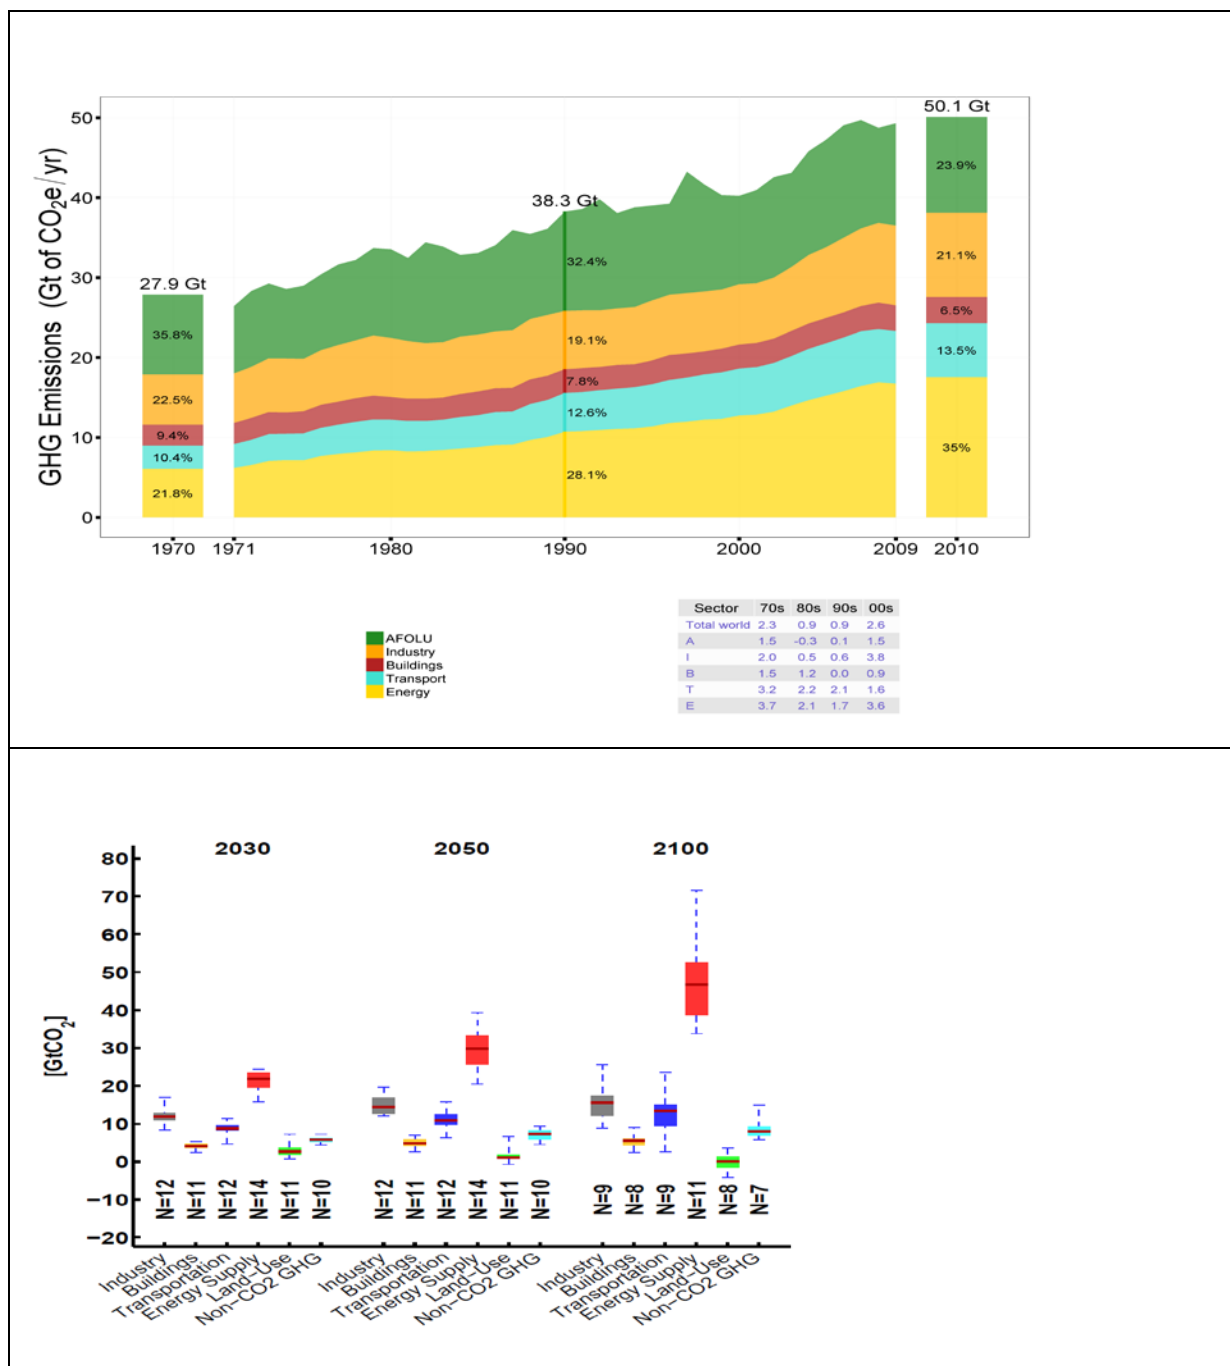 GHG Emissions (Gt of CO₂e/yr)
50
40
30
20
10
0
27.9 Gt
35.8%
22.5%
9.4%
10.4%
21.8%
38.3 Gt
32.4%
19.1%
7.8%
12.6%
28.1%
50.1 Gt
23.9%
21.1%
6.5%
13.5%
35%
1970 1971 1980 1990 2000 2009 2010
AFOLU
Industry
Buildings
Transport
Energy
Sector 70s 80s 90s 00s
Total world 2.3 0.9 0.9 2.6
A 1.5 -0.3 0.1 1.5
I 2.0 0.5 0.6 3.8
B 1.5 1.2 0.0 0.9
T 3.2 2.2 2.1 1.6
E 3.7 2.1 1.7 3.6
2030 2050 2100
[GtCO₂]
80
70
60
50
40
30
20
10
0
−10
−20
N=12 N=11 N=12 N=14 N=11 N=10
N=12 N=11 N=12 N=14 N=11 N=10
N=9 N=8 N=9 N=11 N=8 N=7
Industry
Buildings
Transportation
Energy Supply
Land−Use
Non−CO2 GHG
Industry
Buildings
Transportation
Energy Supply
Land−Use
Non−CO2 GHG
Industry
Buildings
Transportation
Energy Supply
Land−Use
Non−CO2 GHG